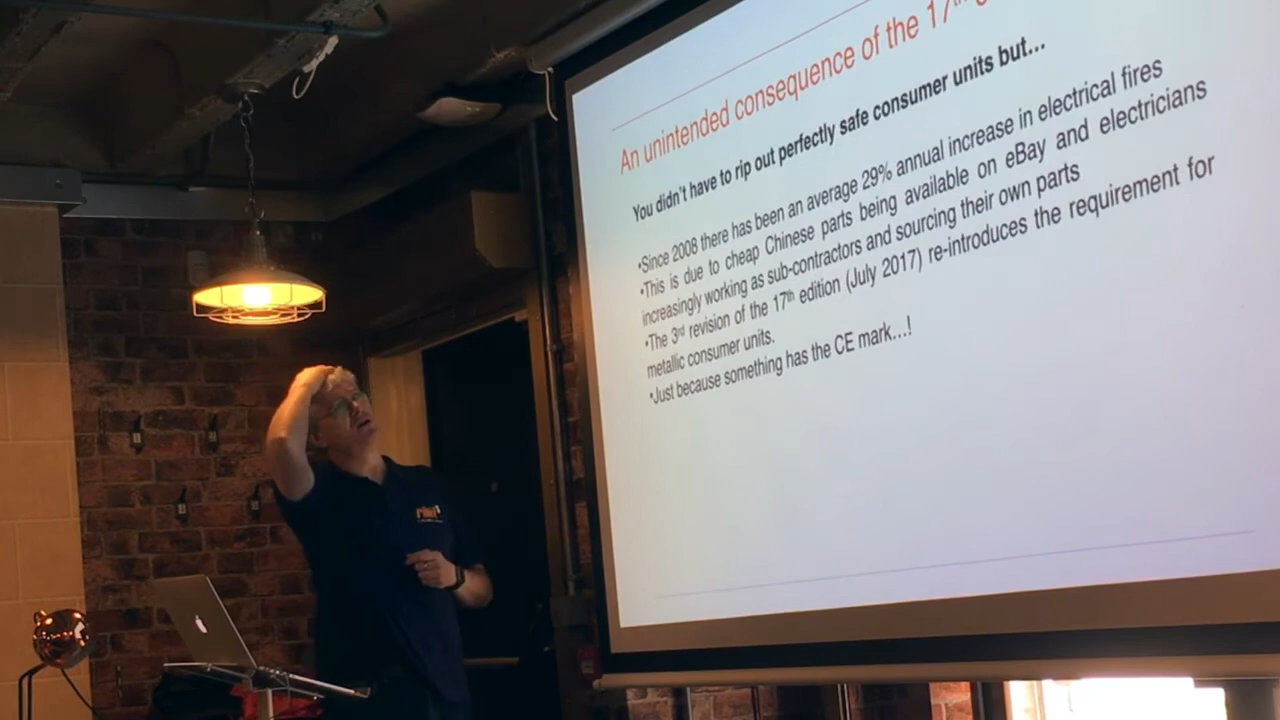 An unintended consequence of the 17th
You didn't have to rip out perfectly safe consumer units but...
•Since 2008 there has been an average 29% annual increase in electrical fires
•This is due to cheap Chinese parts being available on eBay and electricians
increasingly working as sub-contractors and sourcing their own parts
•The 3rd revision of the 17th edition (July 2017) re-introduces the requirement for
metallic consumer units.
•Just because something has the CE mark...!